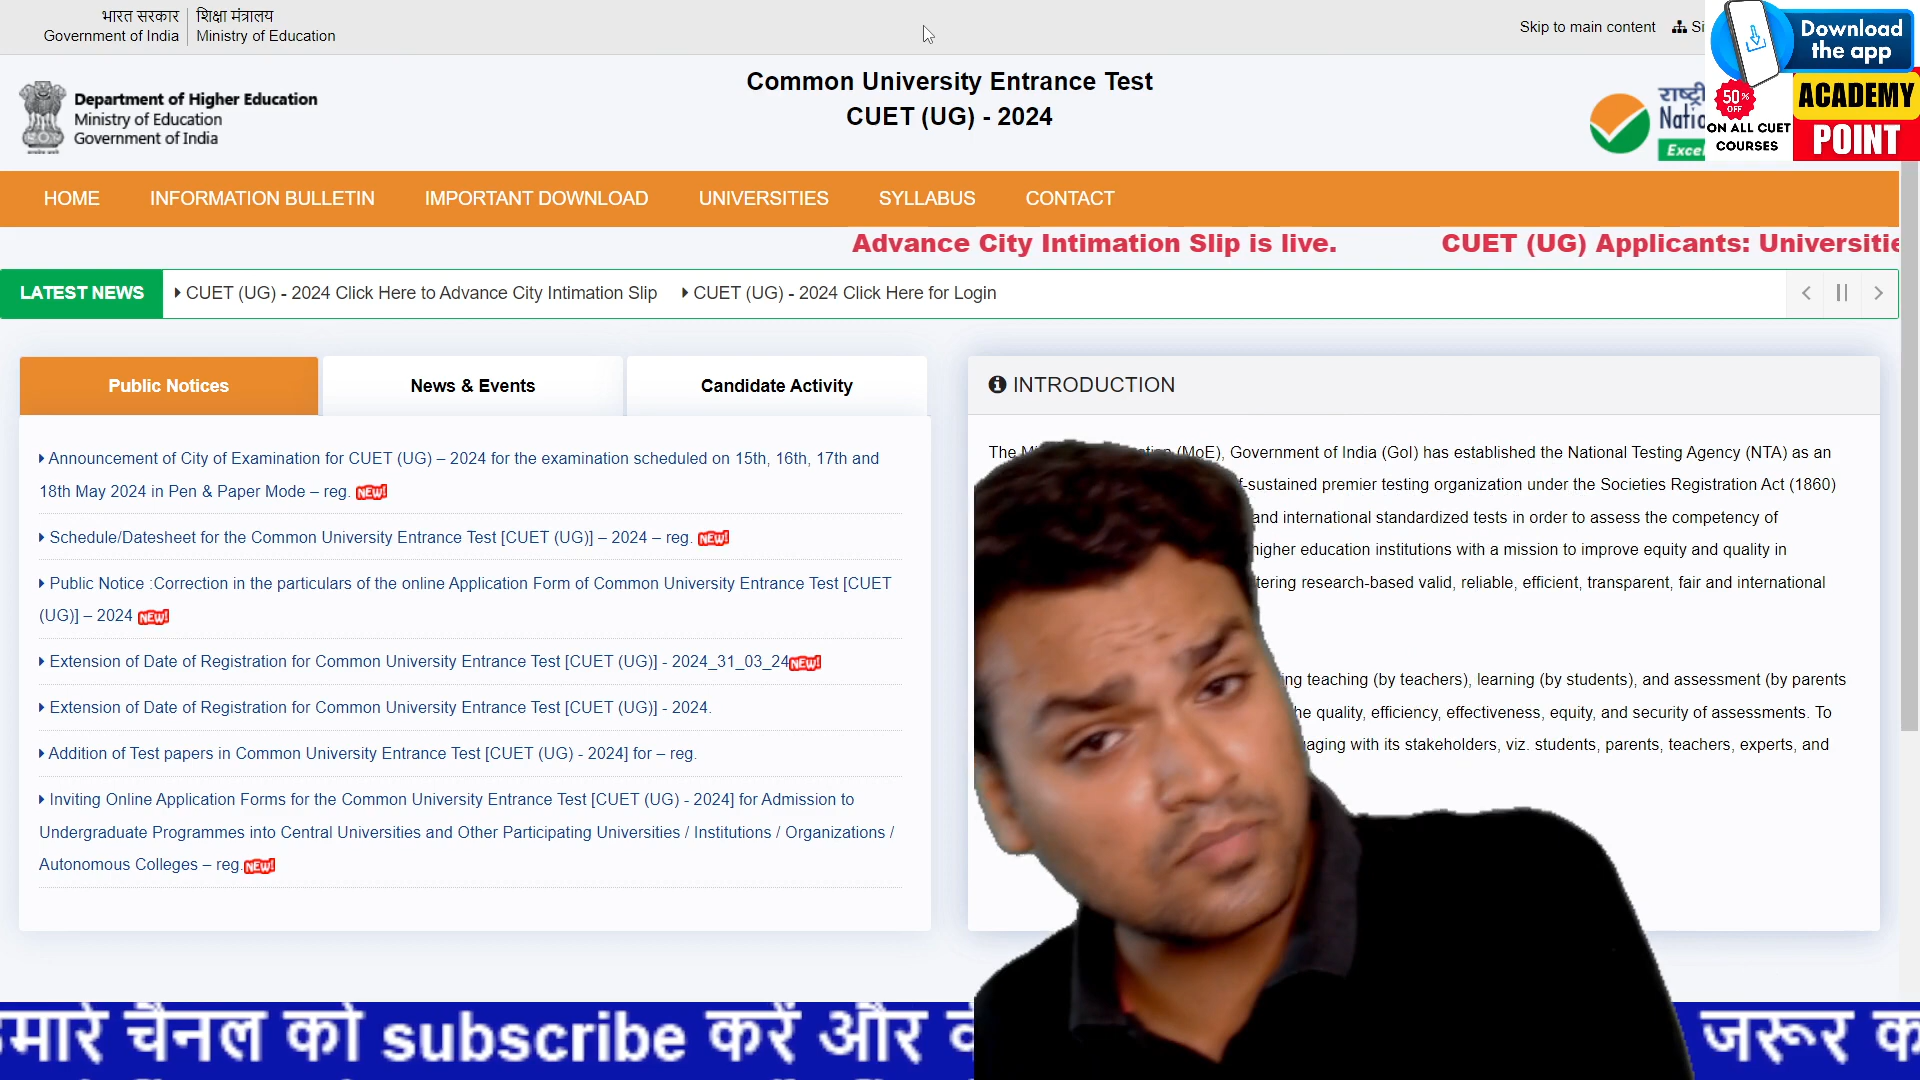 भारत सरकार
Government of India
शिक्षा मंत्रालय
Ministry of Education
Skip to main content
Download
the app
50%
OFF
ON ALL CUET
COURSES
ACADEMY
POINT
Department of Higher Education
Ministry of Education
Government of India
Common University Entrance Test
CUET (UG) - 2024
HOME
INFORMATION BULLETIN
IMPORTANT DOWNLOAD
UNIVERSITIES
SYLLABUS
CONTACT
Advance City Intimation Slip is live.
CUET (UG) Applicants:
LATEST NEWS
CUET (UG) - 2024 Click Here to Advance City Intimation Slip
CUET (UG) - 2024 Click Here for Login
Public Notices
News & Events
Candidate Activity
Announcement of City of Examination for CUET (UG) – 2024 for the examination scheduled on 15th, 16th, 17th and
18th May 2024 in Pen & Paper Mode – reg. NEW!
Schedule/Datesheet for the Common University Entrance Test [CUET (UG)] – 2024 – reg. NEW!
Public Notice :Correction in the particulars of the online Application Form of Common University Entrance Test [CUET
(UG)] – 2024 NEW!
Extension of Date of Registration for Common University Entrance Test [CUET (UG)] - 2024_31_03_24 NEW!
Extension of Date of Registration for Common University Entrance Test [CUET (UG)] - 2024.
Addition of Test papers in Common University Entrance Test [CUET (UG) - 2024] for – reg.
Inviting Online Application Forms for the Common University Entrance Test [CUET (UG) - 2024] for Admission to
Undergraduate Programmes into Central Universities and Other Participating Universities / Institutions / Organizations /
Autonomous Colleges – reg. NEW!
INTRODUCTION
The (MoE), Government of India (GoI) has established the National Testing Agency (NTA) as an
-sustained premier testing organization under the Societies Registration Act (1860)
and international standardized tests in order to assess the competency of
higher education institutions with a mission to improve equity and quality in
research-based valid, reliable, efficient, transparent, fair and international
teaching (by teachers), learning (by students), and assessment (by parents
quality, efficiency, effectiveness, equity, and security of assessments. To
with its stakeholders, viz. students, parents, teachers, experts, and
चैनल को subscribe करें और
जरूर